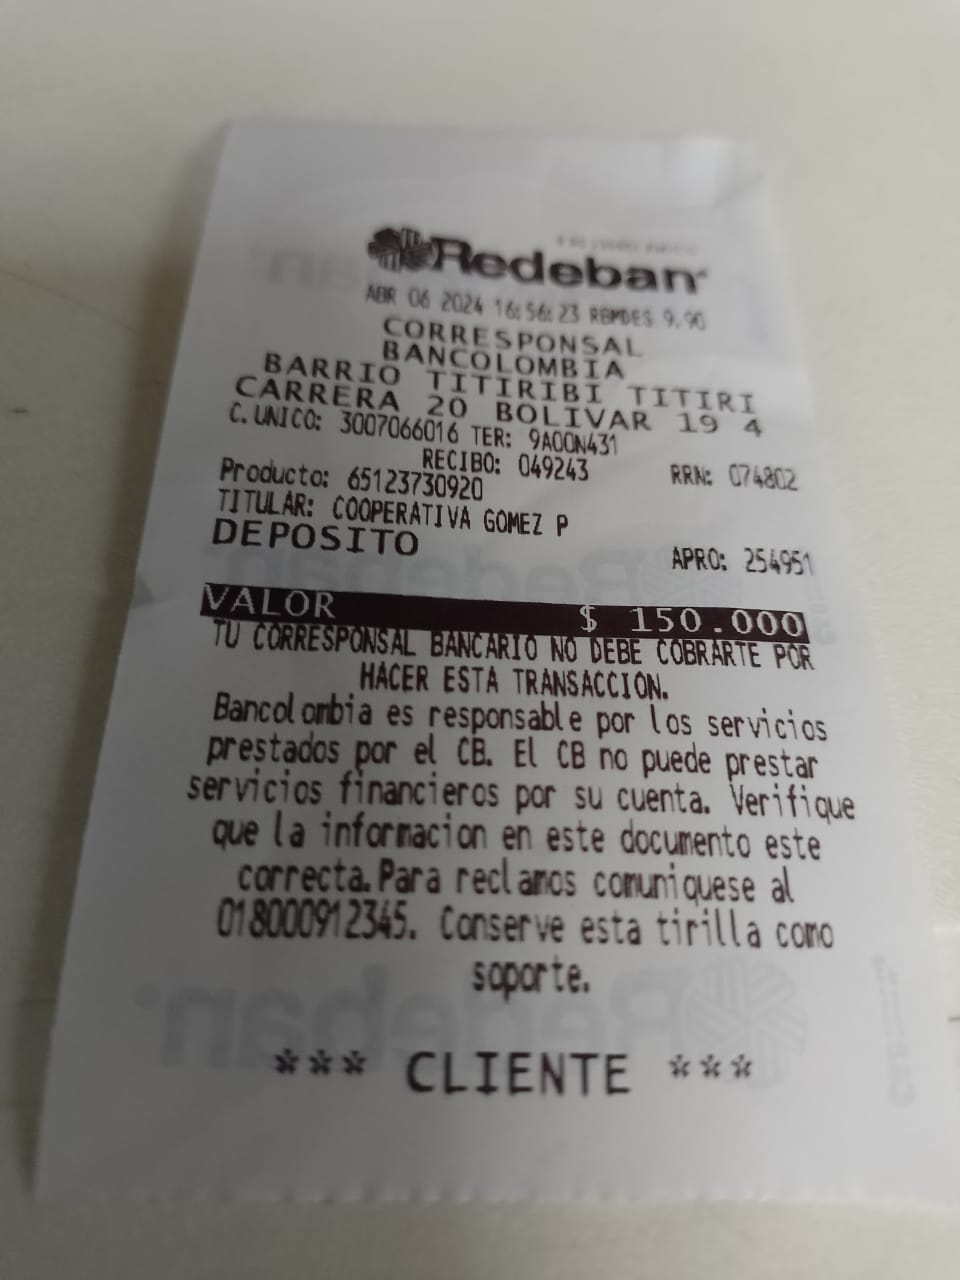 Redeban
ABR 06 2024 16:56:23 RBMDES 9.90
CORRESPONSAL
BANCOLOMBIA
BARRIO TITIRIBI TITIRI
CARRERA 20 BOLIVAR 19 4
C. UNICO: 3007066016 TER: 9A00N431
RECIBO: 049243 RRN: 074802
Producto: 65123730920
TITULAR: COOPERATIVA GOMEZ P
DEPOSITO APRO: 254951
VALOR $ 150.000
TU CORRESPONSAL BANCARIO NO DEBE COBRARTE POR
HACER ESTA TRANSACCION.
Bancolombia es responsable por los servicios
prestados por el CB. El CB no puede prestar
servicios financieros por su cuenta. Verifique
que la informacion en este documento este
correcta. Para reclamos comuniquese al
018000912345. Conserve esta tirilla como
soporte.
*** CLIENTE ***